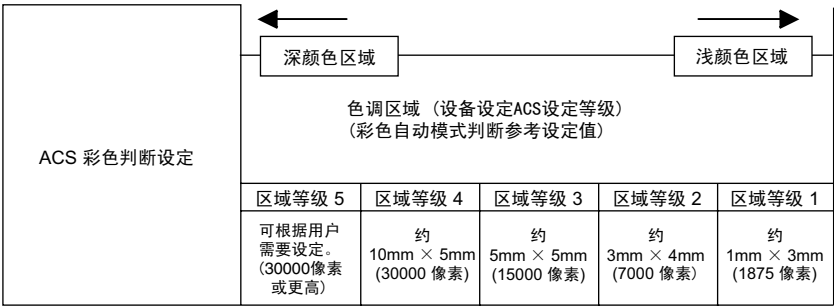 深颜色区域
浅颜色区域
色调区域 (设备设定ACS设定等级)
(彩色自动模式判断参考设定值)
ACS 彩色判断设定
区域等级 5
区域等级 4
区域等级 3
区域等级 2
区域等级 1
可根据用户
需要设定。
(30000像素
或更高)
约
10mm × 5mm
(30000 像素)
约
5mm × 5mm
(15000 像素)
约
3mm × 4mm
(7000 像素)
约
1mm × 3mm
(1875 像素)